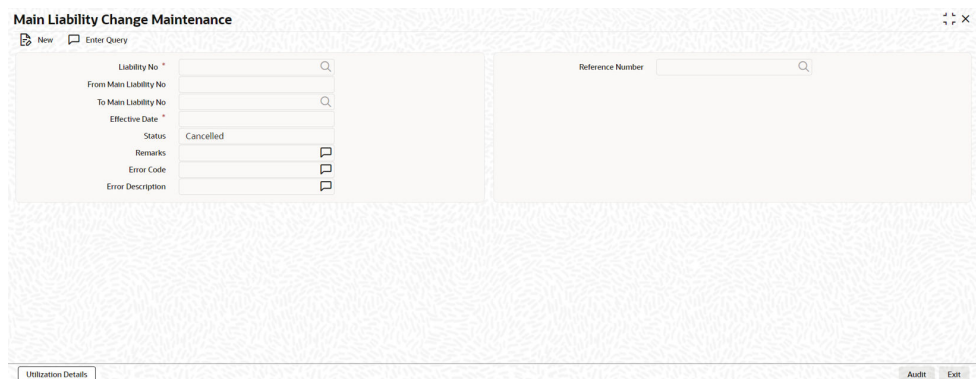 Main Liability Change Maintenance
New Enter Query
Liability No *
Reference Number
From Main Liability No
To Main Liability No
Effective Date *
Status Cancelled
Remarks
Error Code
Error Description
Utilization Details
Audit Exit